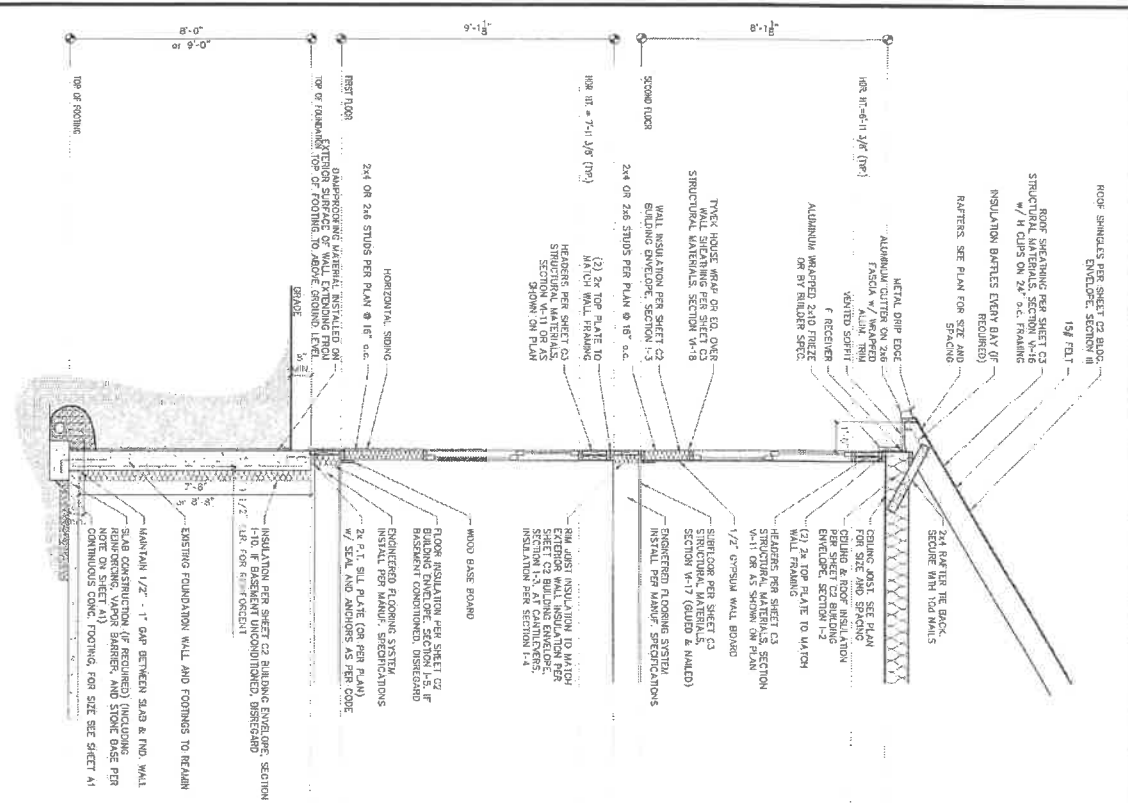 ROOF SHINGLES PER SHEET C2 BLDG.
ENVELOPE, SECTION III
15# FELT
ROOF SHEATHING PER SHEET C3
STRUCTURAL MATERIALS, SECTION VI-16
w/ H CLIPS ON 24" o.c. FRAMING
INSULATION BAFFLES EVERY BAY (IF
REQUIRED)
RAFTERS. SEE PLAN FOR SIZE AND
SPACING
METAL DRIP EDGE
ALUMINUM GUTTER ON 2x6
FASCIA w/ WRAPPED
ALUM. TRIM
VENTED SOFFIT
F RECEIVER
ALUMINUM WRAPPED 2x10 FRIEZE
OR BY BUILDER SPEC.
HDR. HT.=6'-11 3/8" (TYP.)
8'-1 1/8"
1'-0"
2x4 RAFTER TIE BACK.
SECURE WITH 10d NAILS
CEILING JOIST. SEE PLAN
FOR SIZE AND SPACING
CEILING & ROOF INSULATION
PER SHEET C2 BUILDING
ENVELOPE, SECTION I-2
(2) 2x TOP PLATE TO MATCH
WALL FRAMING
HEADERS PER SHEET C3
STRUCTURAL MATERIALS, SECTION
VI-11 OR AS SHOWN ON PLAN
1/2" GYPSUM WALL BOARD
TYVEK HOUSE WRAP OR EQ. OVER
WALL SHEATHING PER SHEET C3
STRUCTURAL MATERIALS, SECTION VI-18
WALL INSULATION PER SHEET C2
BUILDING ENVELOPE, SECTION I-3
2x4 OR 2x6 STUDS PER PLAN @ 16" o.c.
SECOND FLOOR
SUBFLOOR PER SHEET C3
STRUCTURAL MATERIALS,
SECTION VI-17 (GLUED & NAILED)
ENGINEERED FLOORING SYSTEM
INSTALL PER MANUF. SPECIFICATIONS
(2) 2x TOP PLATE TO
MATCH WALL FRAMING
HEADERS PER SHEET C3
STRUCTURAL MATERIALS,
SECTION VI-11 OR AS
SHOWN ON PLAN
HDR. HT. = 7'-11 3/8" (TYP.)
9'-1 1/8"
RIM JOIST INSULATION TO MATCH
EXTERIOR WALL INSULATION PER
SHEET C2 BUILDING ENVELOPE,
SECTION I-3. AT CANTILEVERS,
INSULATION PER SECTION I-4
WOOD BASE BOARD
HORIZONTAL SIDING
2x4 OR 2x6 STUDS PER PLAN @ 16" o.c.
FIRST FLOOR
FLOOR INSULATION PER SHEET C2
BUILDING ENVELOPE, SECTION I-5. IF
BASEMENT CONDITIONED, DISREGARD
ENGINEERED FLOORING SYSTEM
INSTALL PER MANUF. SPECIFICATIONS
2x P.T. SILL PLATE (OR PER PLAN)
w/ SEAL AND ANCHORS AS PER CODE
TOP OF FOUNDATION
DAMPPROOFING MATERIAL INSTALLED ON
EXTERIOR SURFACE OF WALL EXTENDING FROM
TOP OF FOOTING TO ABOVE GROUND LEVEL
GRADE
MIN.
8'-0"
or 9'-0"
7'-8"
or 8'-8"
INSULATION PER SHEET C2 BUILDING ENVELOPE, SECTION
I-10. IF BASEMENT UNCONDITIONED, DISREGARD
1/2" CLR. FOR REINFORCENT
EXISTING FOUNDATION WALL AND FOOTINGS TO REAMIN
MAINTAIN 1/2" - 1" GAP BETWEEN SLAB & FND. WALL
SLAB CONSTRUCTION (IF REQUIRED) (INCLUDING
REINFORCING, VAPOR BARRIER, AND STONE BASE PER
NOTE ON SHEET A1)
CONTINUOUS CONC. FOOTING, FOR SIZE SEE SHEET A1
TOP OF FOOTING